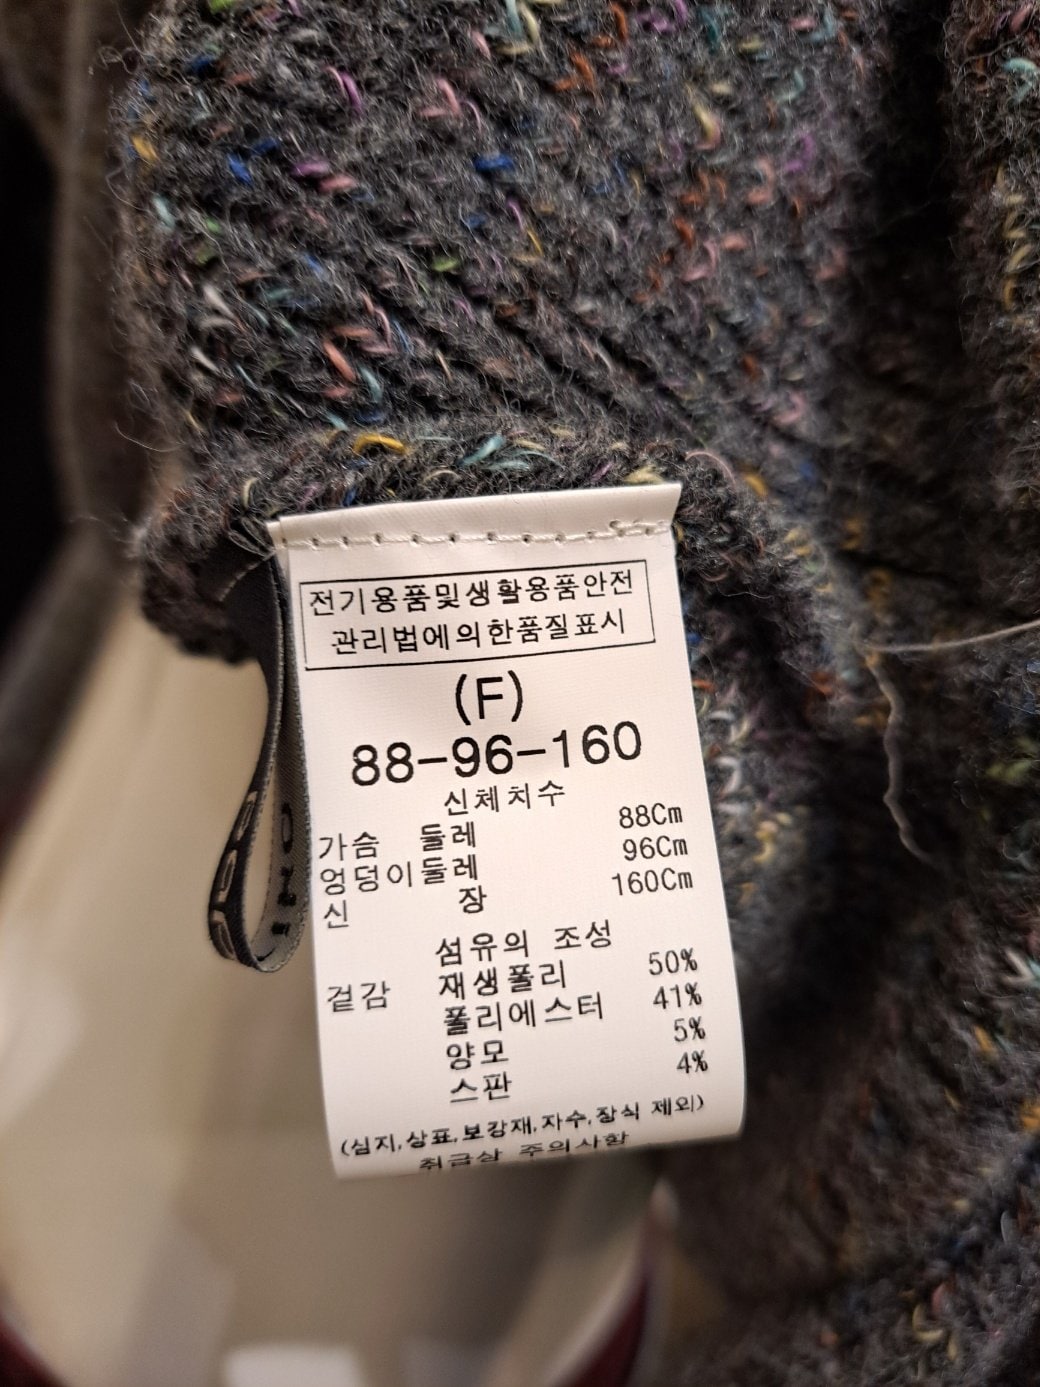 전기용품및생활용품안전
관리법에의한품질표시
(F)
88-96-160
신체치수
가슴 둘레 88Cm
엉덩이둘레 96Cm
신 장 160Cm
섬유의 조성
겉감 재생폴리 50%
폴리에스터 41%
양모 5%
스판 4%
(심지,상표,보강재,자수,장식 제외)
취급상 주의사항